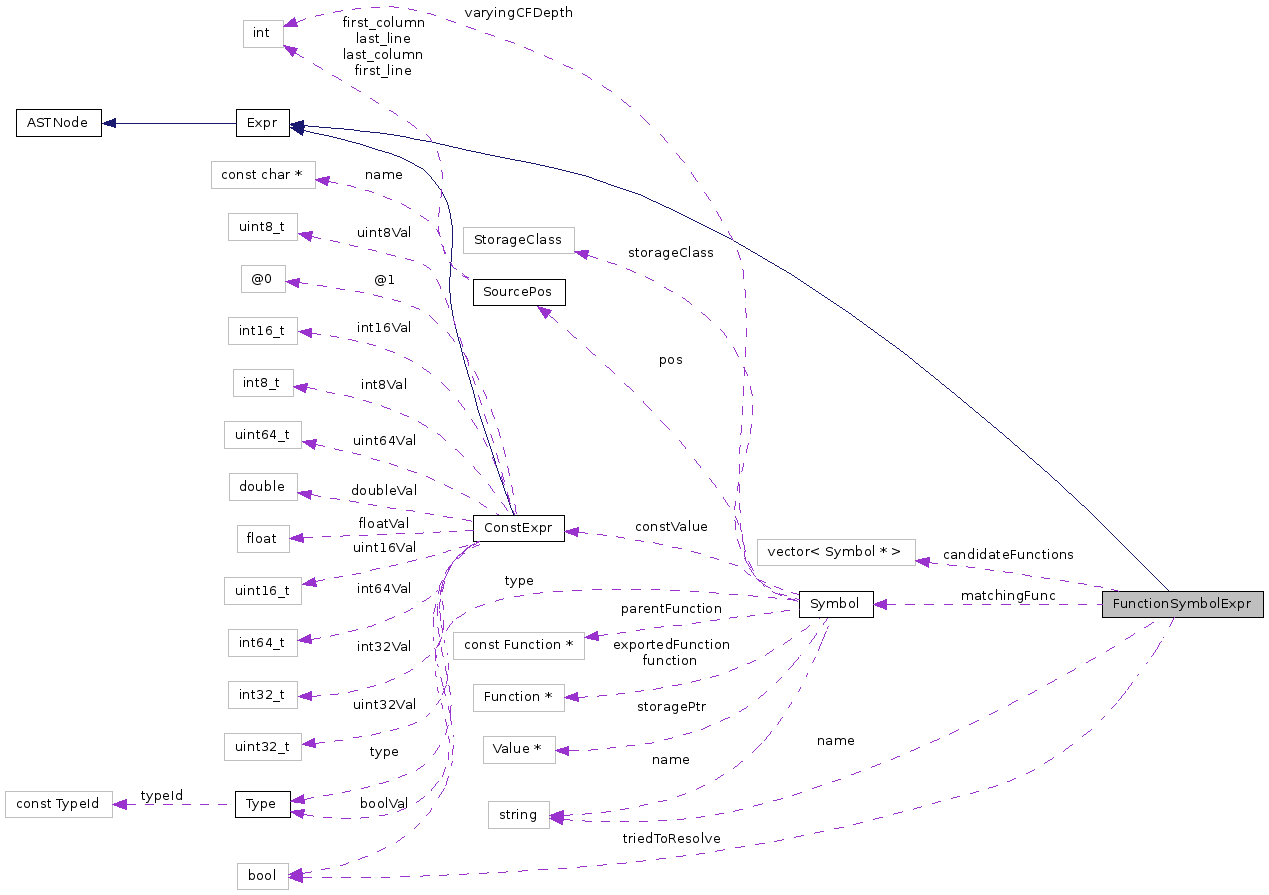 varyingCFDepth
int
first_column
last_line
last_column
first_line
ASTNode
Expr
const char *
name
uint8_t
uint8Val
StorageClass
storageClass
@0
@1
SourcePos
int16_t
int16Val
pos
int8_t
int8Val
uint64_t
uint64Val
double
doubleVal
float
floatVal
ConstExpr
constValue
uint16Val
vector< Symbol * >
candidateFunctions
uint16_t
int64Val
type
Symbol
matchingFunc
FunctionSymbolExpr
parentFunction
int64_t
int32Val
const Function *
exportedFunction
function
int32_t
uint32Val
Function *
storagePtr
uint32_t
type
Value *
name
name
const TypeId
typeId
Type
boolVal
string
triedToResolve
bool